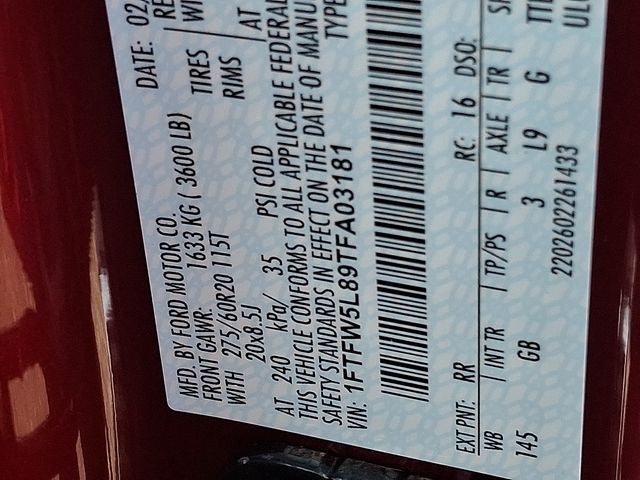 MFD. BY FORD MOTOR CO.
DATE: 02
FRONT GAWR: 1633 KG ( 3600 LB)
WITH 275/60R20 115T TIRES
20x8.5J RIMS
AT 240 kPa/ 35 PSI COLD AT
THIS VEHICLE CONFORMS TO ALL APPLICABLE FEDERAL
SAFETY STANDARDS IN EFFECT ON THE DATE OF MANU
VIN: 1FTFW5L89TFA03181 TYPE
EXT PNT: RR RC: 16 DSO:
WB | INT TR | TP/PS | R | AXLE | TR |
145 GB 3 L9 G
2202602261433